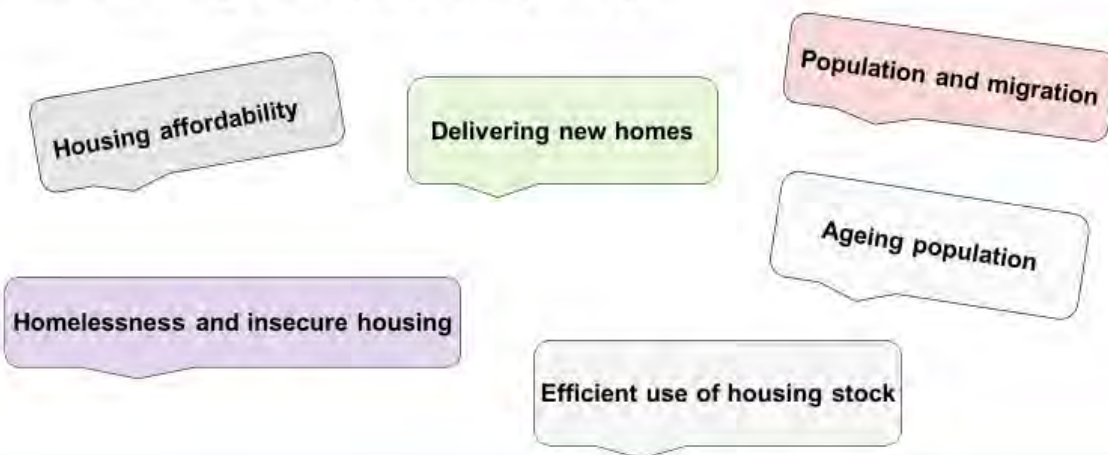 Housing affordability
Delivering new homes
Population and migration
Ageing population
Homelessness and insecure housing
Efficient use of housing stock